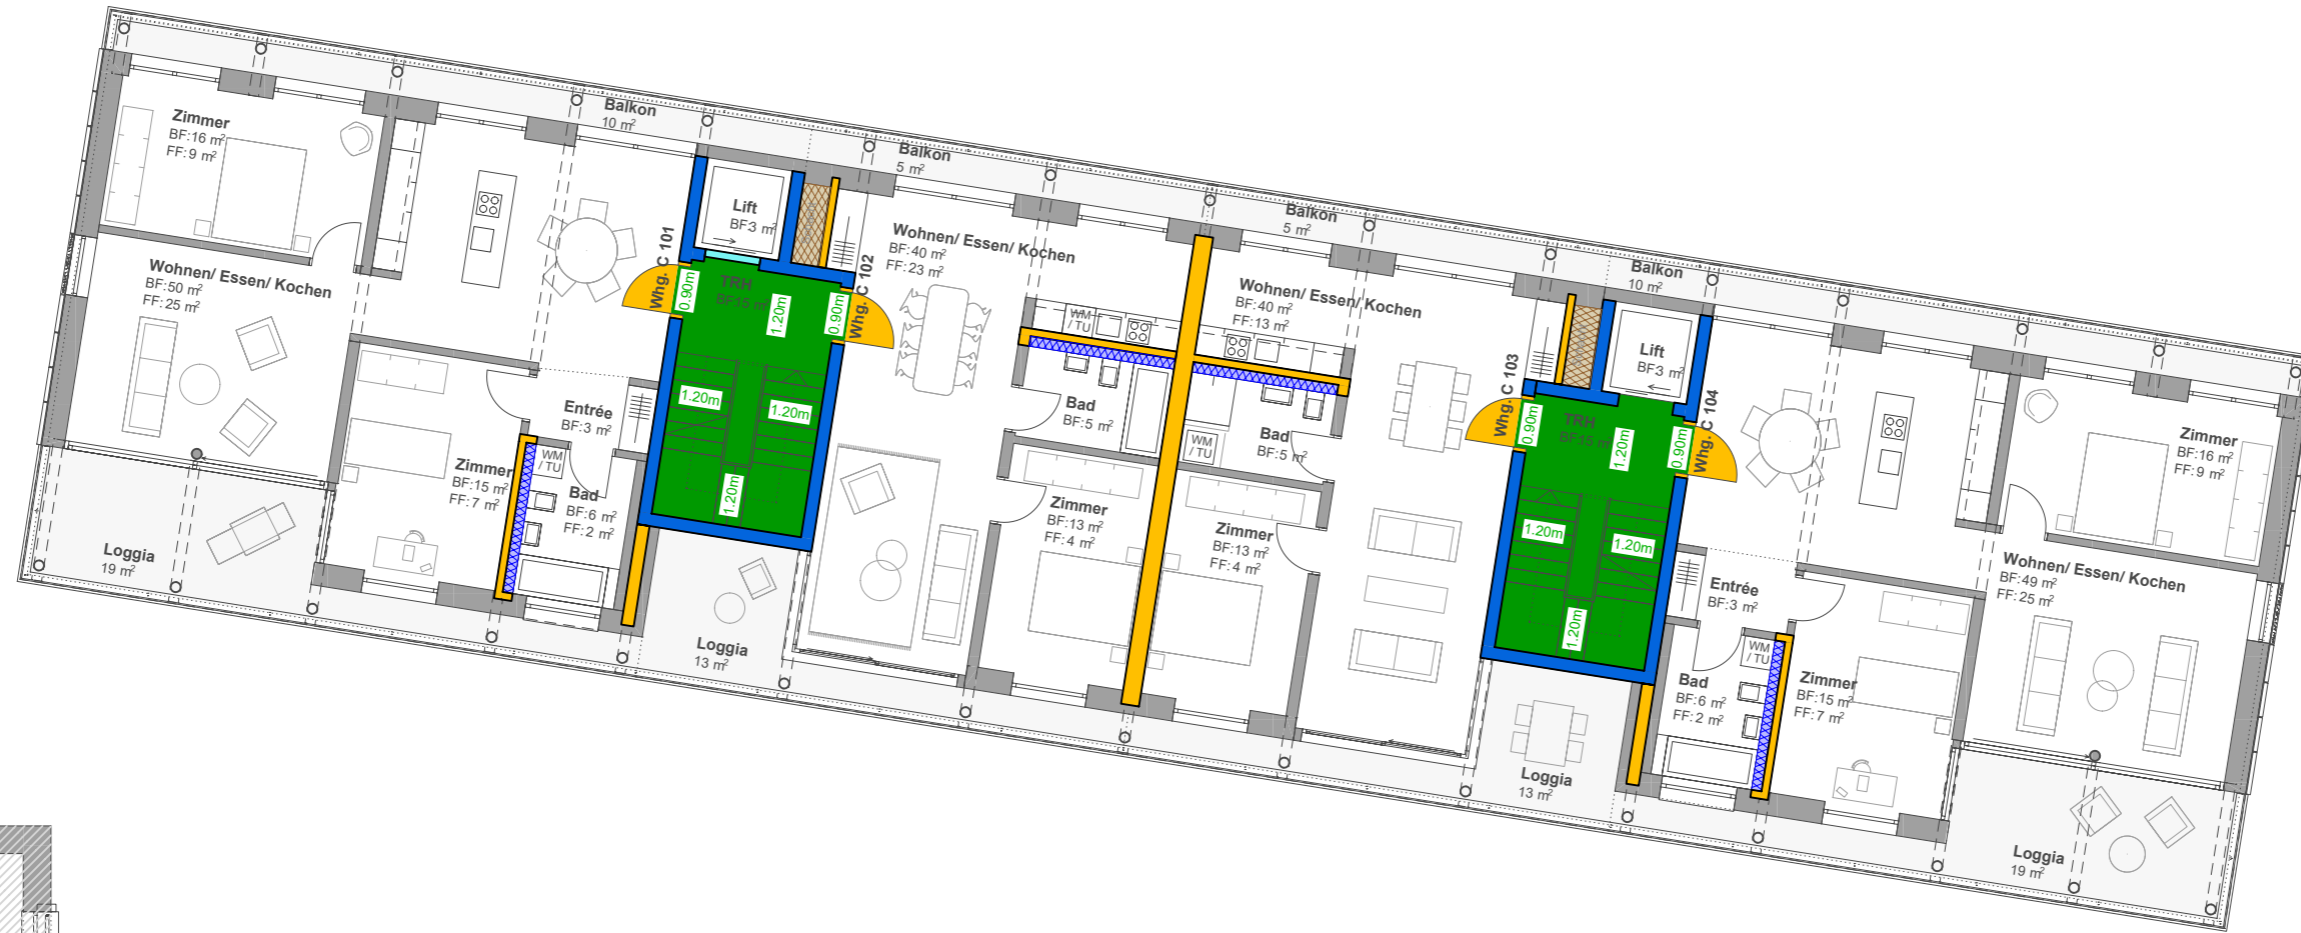 Zimmer
BF:16 m²
FF:9 m²
Balkon
10 m²
Wohnen/ Essen/ Kochen
BF:50 m²
FF:25 m²
Lift
BF3 m²
Whg. C 101
0.90m
TRH
BF15 m²
1.20m
0.90m
Whg. C 102
1.20m
1.20m
1.20m
Entrée
BF:3 m²
Zimmer
BF:15 m²
FF:7 m²
WM
/ TU
Bad
BF:6 m²
FF:2 m²
Loggia
19 m²
Balkon
5 m²
Wohnen/ Essen/ Kochen
BF:40 m²
FF:23 m²
WM
/ TU
Bad
BF:5 m²
Zimmer
BF:13 m²
FF:4 m²
Loggia
13 m²
Balkon
5 m²
Wohnen/ Essen/ Kochen
BF:40 m²
FF:13 m²
WM
/ TU
Bad
BF:5 m²
Zimmer
BF:13 m²
FF:4 m²
Whg. C 103
0.90m
TRH
BF15 m²
1.20m
0.90m
Whg. C 104
1.20m
1.20m
1.20m
Loggia
13 m²
Balkon
10 m²
Lift
BF3 m²
Zimmer
BF:16 m²
FF:9 m²
Wohnen/ Essen/ Kochen
BF:49 m²
FF:25 m²
Entrée
BF:3 m²
WM
/ TU
Bad
BF:6 m²
FF:2 m²
Zimmer
BF:15 m²
FF:7 m²
Loggia
19 m²